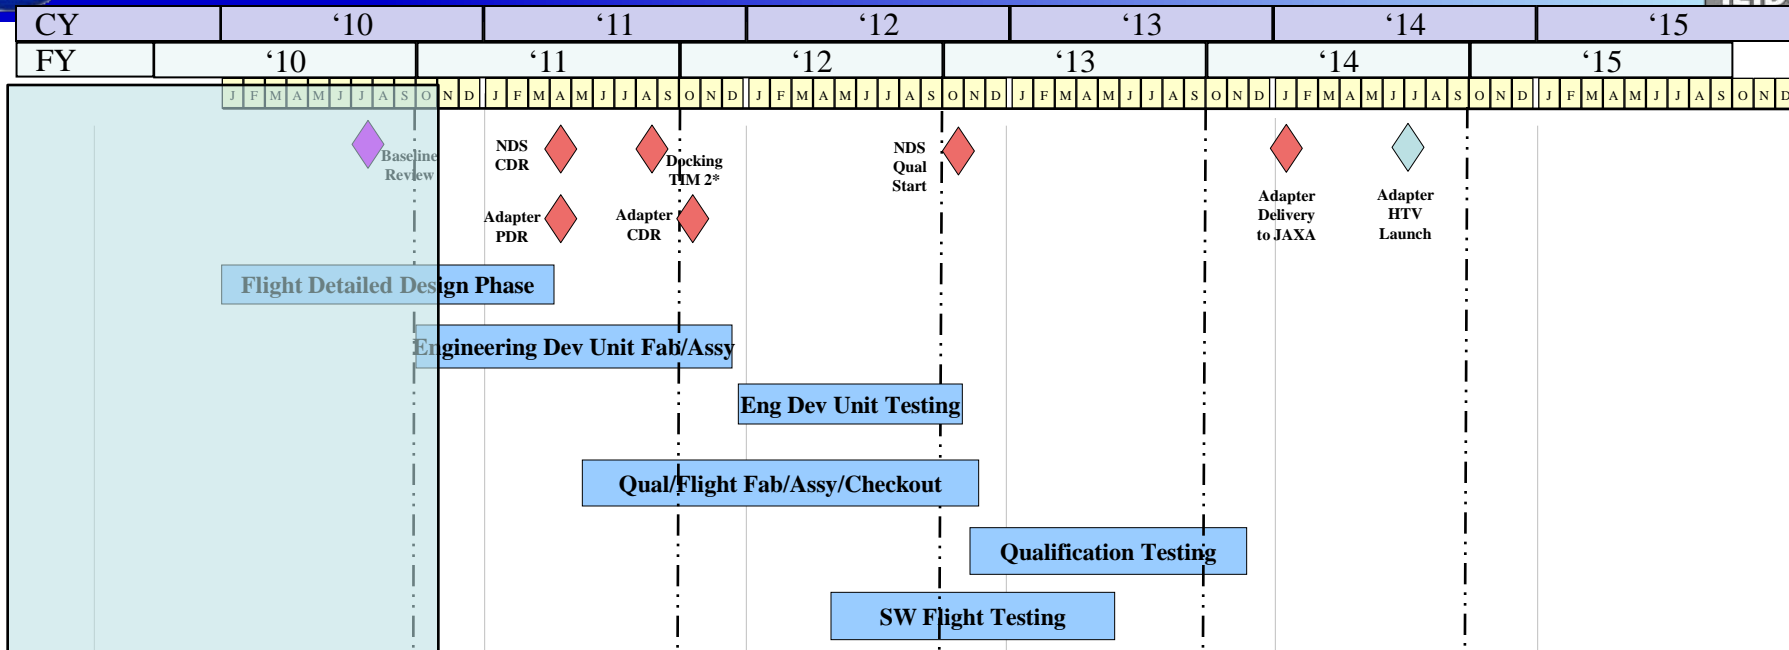 CY ‘10 ‘11 ‘12 ‘13 ‘14 ‘15
FY ‘10 ‘11 ‘12 ‘13 ‘14 ‘15
J F M A M J J A S O N D J F M A M J J A S O N D J F M A M J J A S O N D J F M A M J J A S O N D J F M A M J J A S O N D J F M A M J J A S O N D
Baseline
Review
NDS
CDR
Docking
TIM 2*
NDS
Qual
Start
Adapter
PDR
Adapter
CDR
Adapter
Delivery
to JAXA
Adapter
HTV
Launch
Flight Detailed Design Phase
Engineering Dev Unit Fab/Assy
Eng Dev Unit Testing
Qual/Flight Fab/Assy/Checkout
Qualification Testing
SW Flight Testing